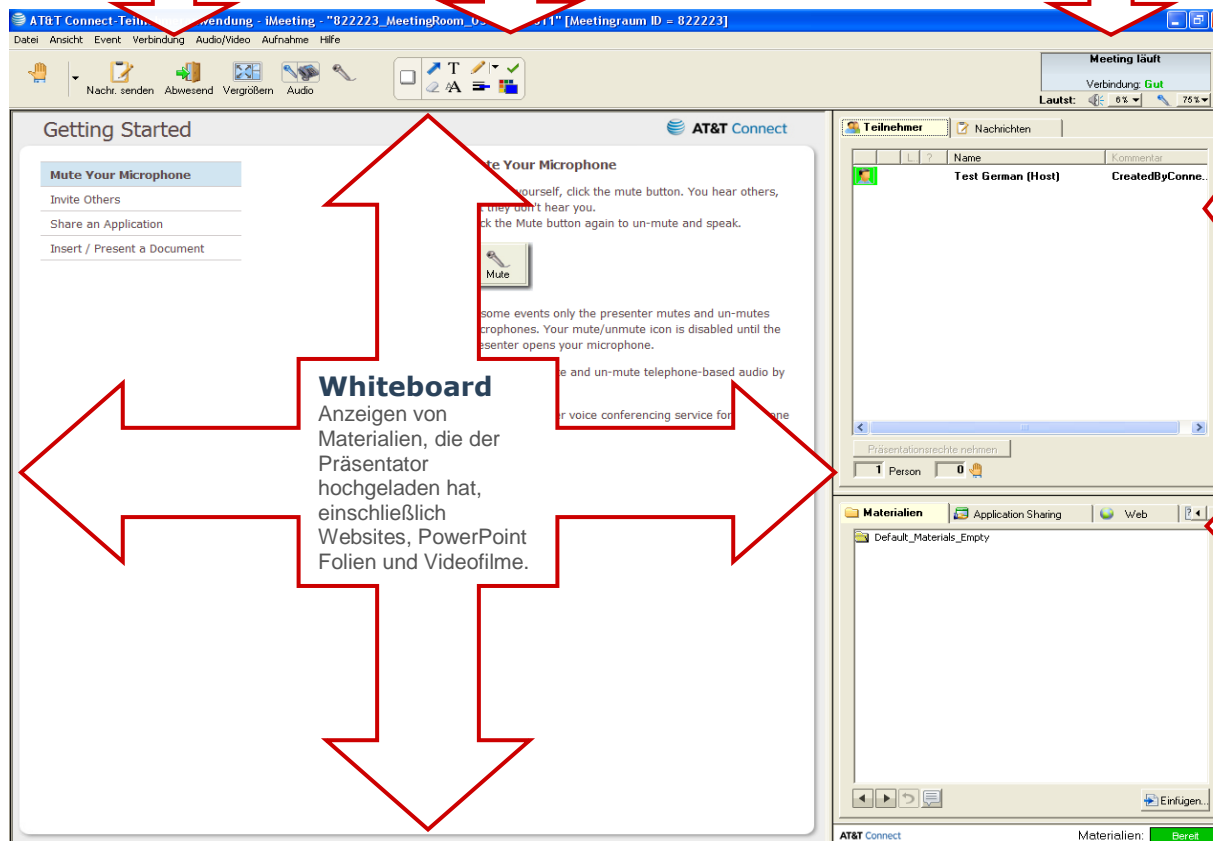 AT&T Connect-Teiln wendung - iMeeting - "822223_MeetingRoom_03 11" [Meetingraum ID = 822223]
Datei Ansicht Event Verbindung Audio/Video Aufnahme Hilfe
Nachr. senden Abwesend Vergrößern Audio
Meeting läuft
Verbindung: Gut
Lautst: 6% 75%
Getting Started
AT&T Connect
Mute Your Microphone
Invite Others
Share an Application
Insert / Present a Document
te Your Microphone
yourself, click the mute button. You hear others,
they don't hear you.
ck the Mute button again to un-mute and speak.
Mute
some events only the presenter mutes and un-mutes
crophones. Your mute/unmute icon is disabled until the
esenter opens your microphone.
e and un-mute telephone-based audio by
r voice conferencing service for one
Whiteboard
Anzeigen von
Materialien, die der
Präsentator
hochgeladen hat,
einschließlich
Websites, PowerPoint
Folien und Videofilme.
Teilnehmer Nachrichten
L ? Name Kommentar
Test German (Host) CreatedByConne..
Präsentationsrechte nehmen
1 Person 0
Materialien Application Sharing Web ?
Default_Materials_Empty
Einfügen...
AT&T Connect Materialien: Bereit